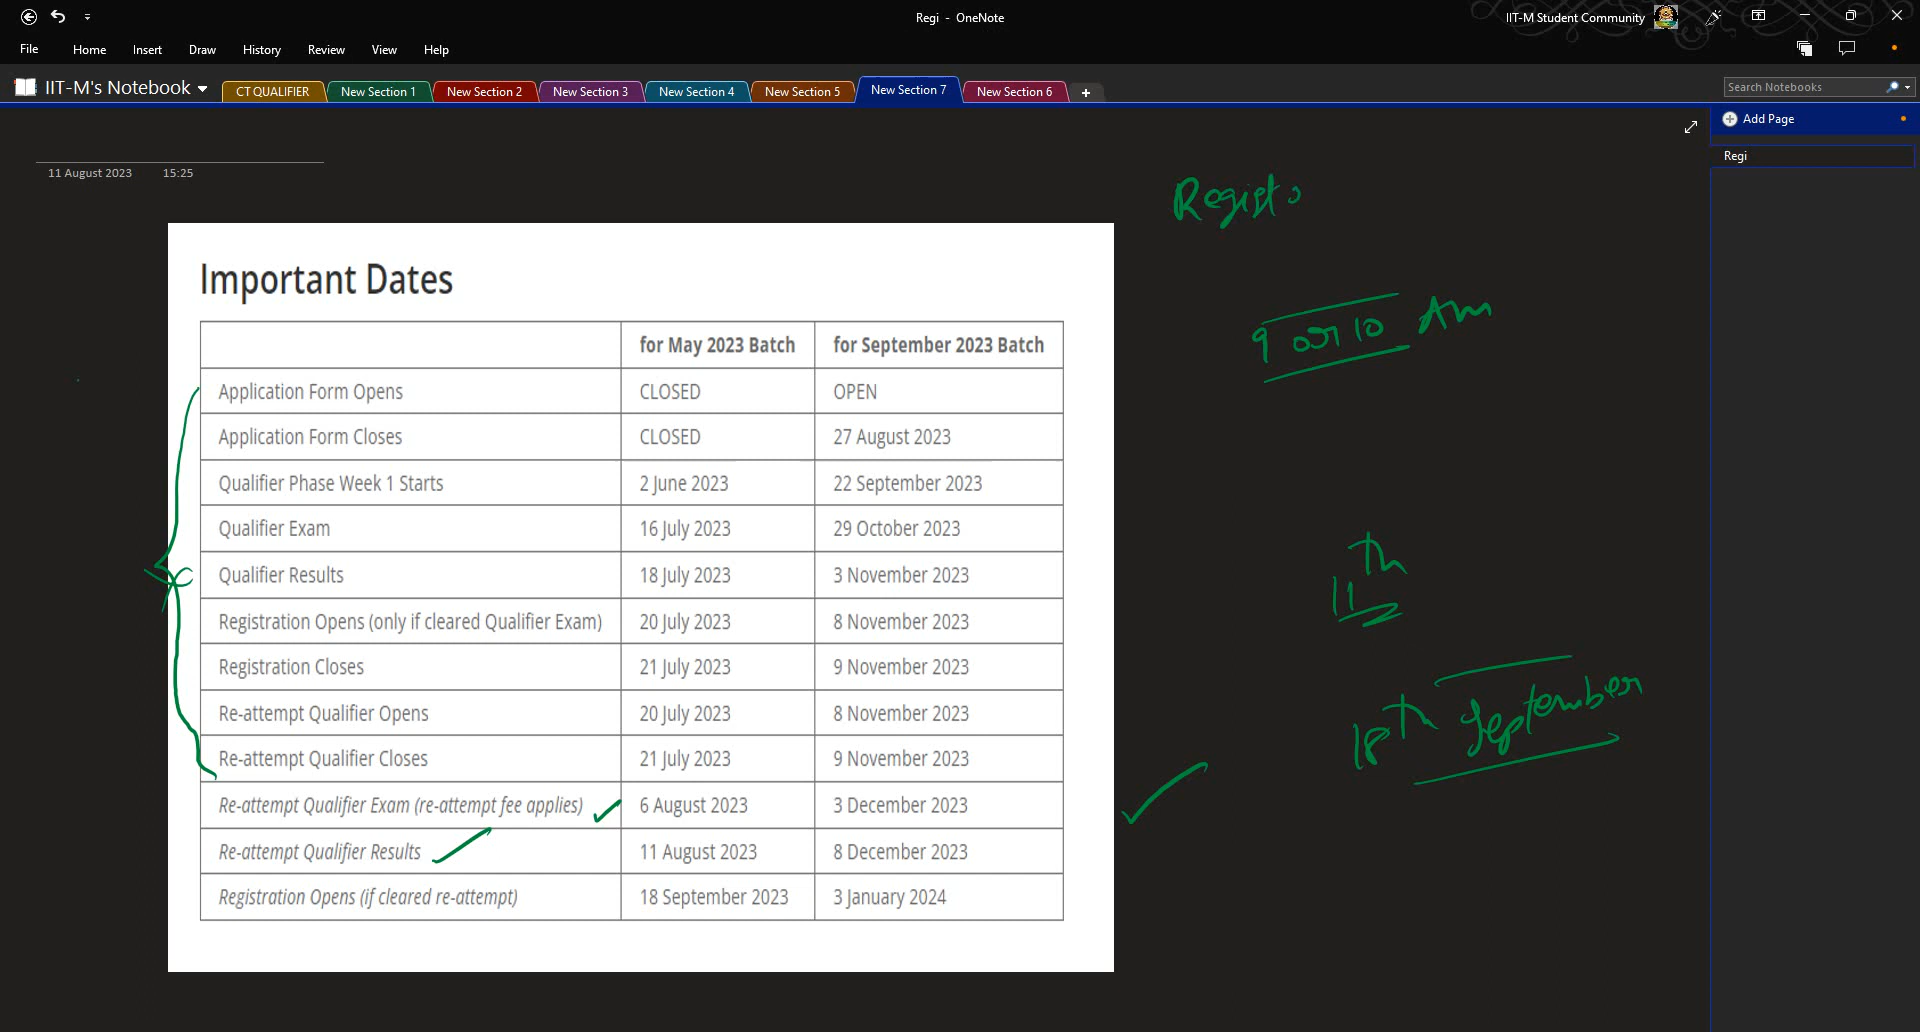 Regi - OneNote
IIT-M Student Community
File Home Insert Draw History Review View Help
IIT-M's Notebook
CT QUALIFIER New Section 1 New Section 2 New Section 3 New Section 4 New Section 5 New Section 7 New Section 6 +
Search Notebooks
Add Page
Regi
11 August 2023 15:25
Regist
9 or 10 Am
11th
18th September
Important Dates
for May 2023 Batch for September 2023 Batch
Application Form Opens CLOSED OPEN
Application Form Closes CLOSED 27 August 2023
Qualifier Phase Week 1 Starts 2 June 2023 22 September 2023
Qualifier Exam 16 July 2023 29 October 2023
Qualifier Results 18 July 2023 3 November 2023
Registration Opens (only if cleared Qualifier Exam) 20 July 2023 8 November 2023
Registration Closes 21 July 2023 9 November 2023
Re-attempt Qualifier Opens 20 July 2023 8 November 2023
Re-attempt Qualifier Closes 21 July 2023 9 November 2023
Re-attempt Qualifier Exam (re-attempt fee applies) 6 August 2023 3 December 2023
Re-attempt Qualifier Results 11 August 2023 8 December 2023
Registration Opens (if cleared re-attempt) 18 September 2023 3 January 2024